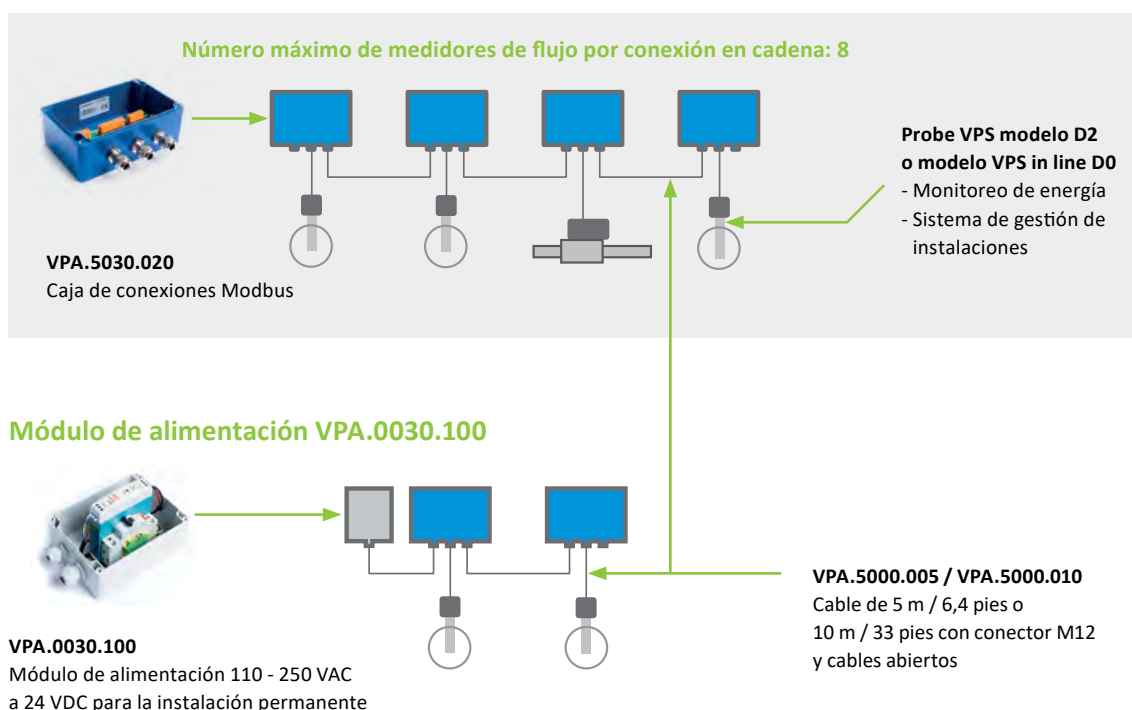 Número máximo de medidores de flujo por conexión en cadena: 8
Probe VPS modelo D2
o modelo VPS in line D0
- Monitoreo de energía
- Sistema de gestión de
instalaciones
VPA.5030.020
Caja de conexiones Modbus
Módulo de alimentación VPA.0030.100
VPA.5000.005 / VPA.5000.010
Cable de 5 m / 6,4 pies o
10 m / 33 pies con conector M12
y cables abiertos
VPA.0030.100
Módulo de alimentación 110 - 250 VAC
a 24 VDC para la instalación permanente